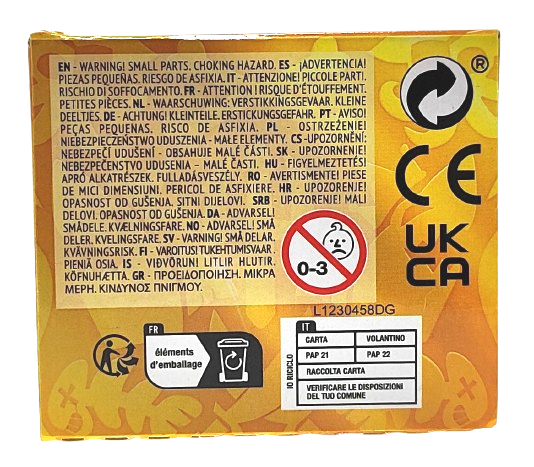 EN - WARNING! SMALL PARTS. CHOKING HAZARD. ES - ¡ADVERTENCIA!
PIEZAS PEQUEÑAS. RIESGO DE ASFIXIA. IT - ATTENZIONE! PICCOLE PARTI.
RISCHIO DI SOFFOCAMENTO. FR - ATTENTION ! RISQUE D'ÉTOUFFEMENT.
PETITES PIÈCES. NL - WAARSCHUWING: VERSTIKKINGSGEVAAR. KLEINE
DEELTJES. DE - ACHTUNG! KLEINTEILE. ERSTICKUNGSGEFAHR. PT - AVISO!
PEÇAS PEQUENAS. RISCO DE ASFIXIA. PL - OSTRZEŻENIE!
NIEBEZPIECZEŃSTWO UDUSZENIA - MAŁE ELEMENTY. CS - UPOZORNĚNÍ:
NEBEZPEČÍ UDUŠENÍ - OBSAHUJE MALÉ ČÁSTI. SK - UPOZORNENIE!
NEBEZPEČENSTVO UDUSENIA - MALÉ ČASTI. HU - FIGYELMEZTETÉS!
APRÓ ALKATRÉSZEK. FULLADÁSVESZÉLY. RO - AVERTISMENTE! PIESE
DE MICI DIMENSIUNI. PERICOL DE ASFIXIERE. HR - UPOZORENJE!
OPASNOST OD GUŠENJA. SITNI DIJELOVI. SRB - UPOZORENJE! MALI
DELOVI. OPASNOST OD GUŠENJA. DA - ADVARSEL!
SMÅDELE. KVÆLNINGSFARE. NO - ADVARSEL! SMÅ
DELER. KVELINGSFARE. SV - VARNING! SMÅ DELAR.
KVÄVNINGSRISK. FI - VAROITUS! TUKEHTUMISVAARA.
PIENIÄ OSIA. IS - VIÐVÖRUN! LITLIR HLUTIR.
KÖFNUHÆTTA. GR - ΠΡΟΕΙΔΟΠΟΙΗΣΗ. ΜΙΚΡΑ
ΜΕΡΗ. ΚΙΝΔΥΝΟΣ ΠΝΙΓΜΟΥ.
®
CE
UK
CA
0-3
L1230458DG
FR
éléments
d'emballage
IT
IO RICICLO
CARTA VOLANTINO
PAP 21 PAP 22
RACCOLTA CARTA
VERIFICARE LE DISPOSIZIONI
DEL TUO COMUNE